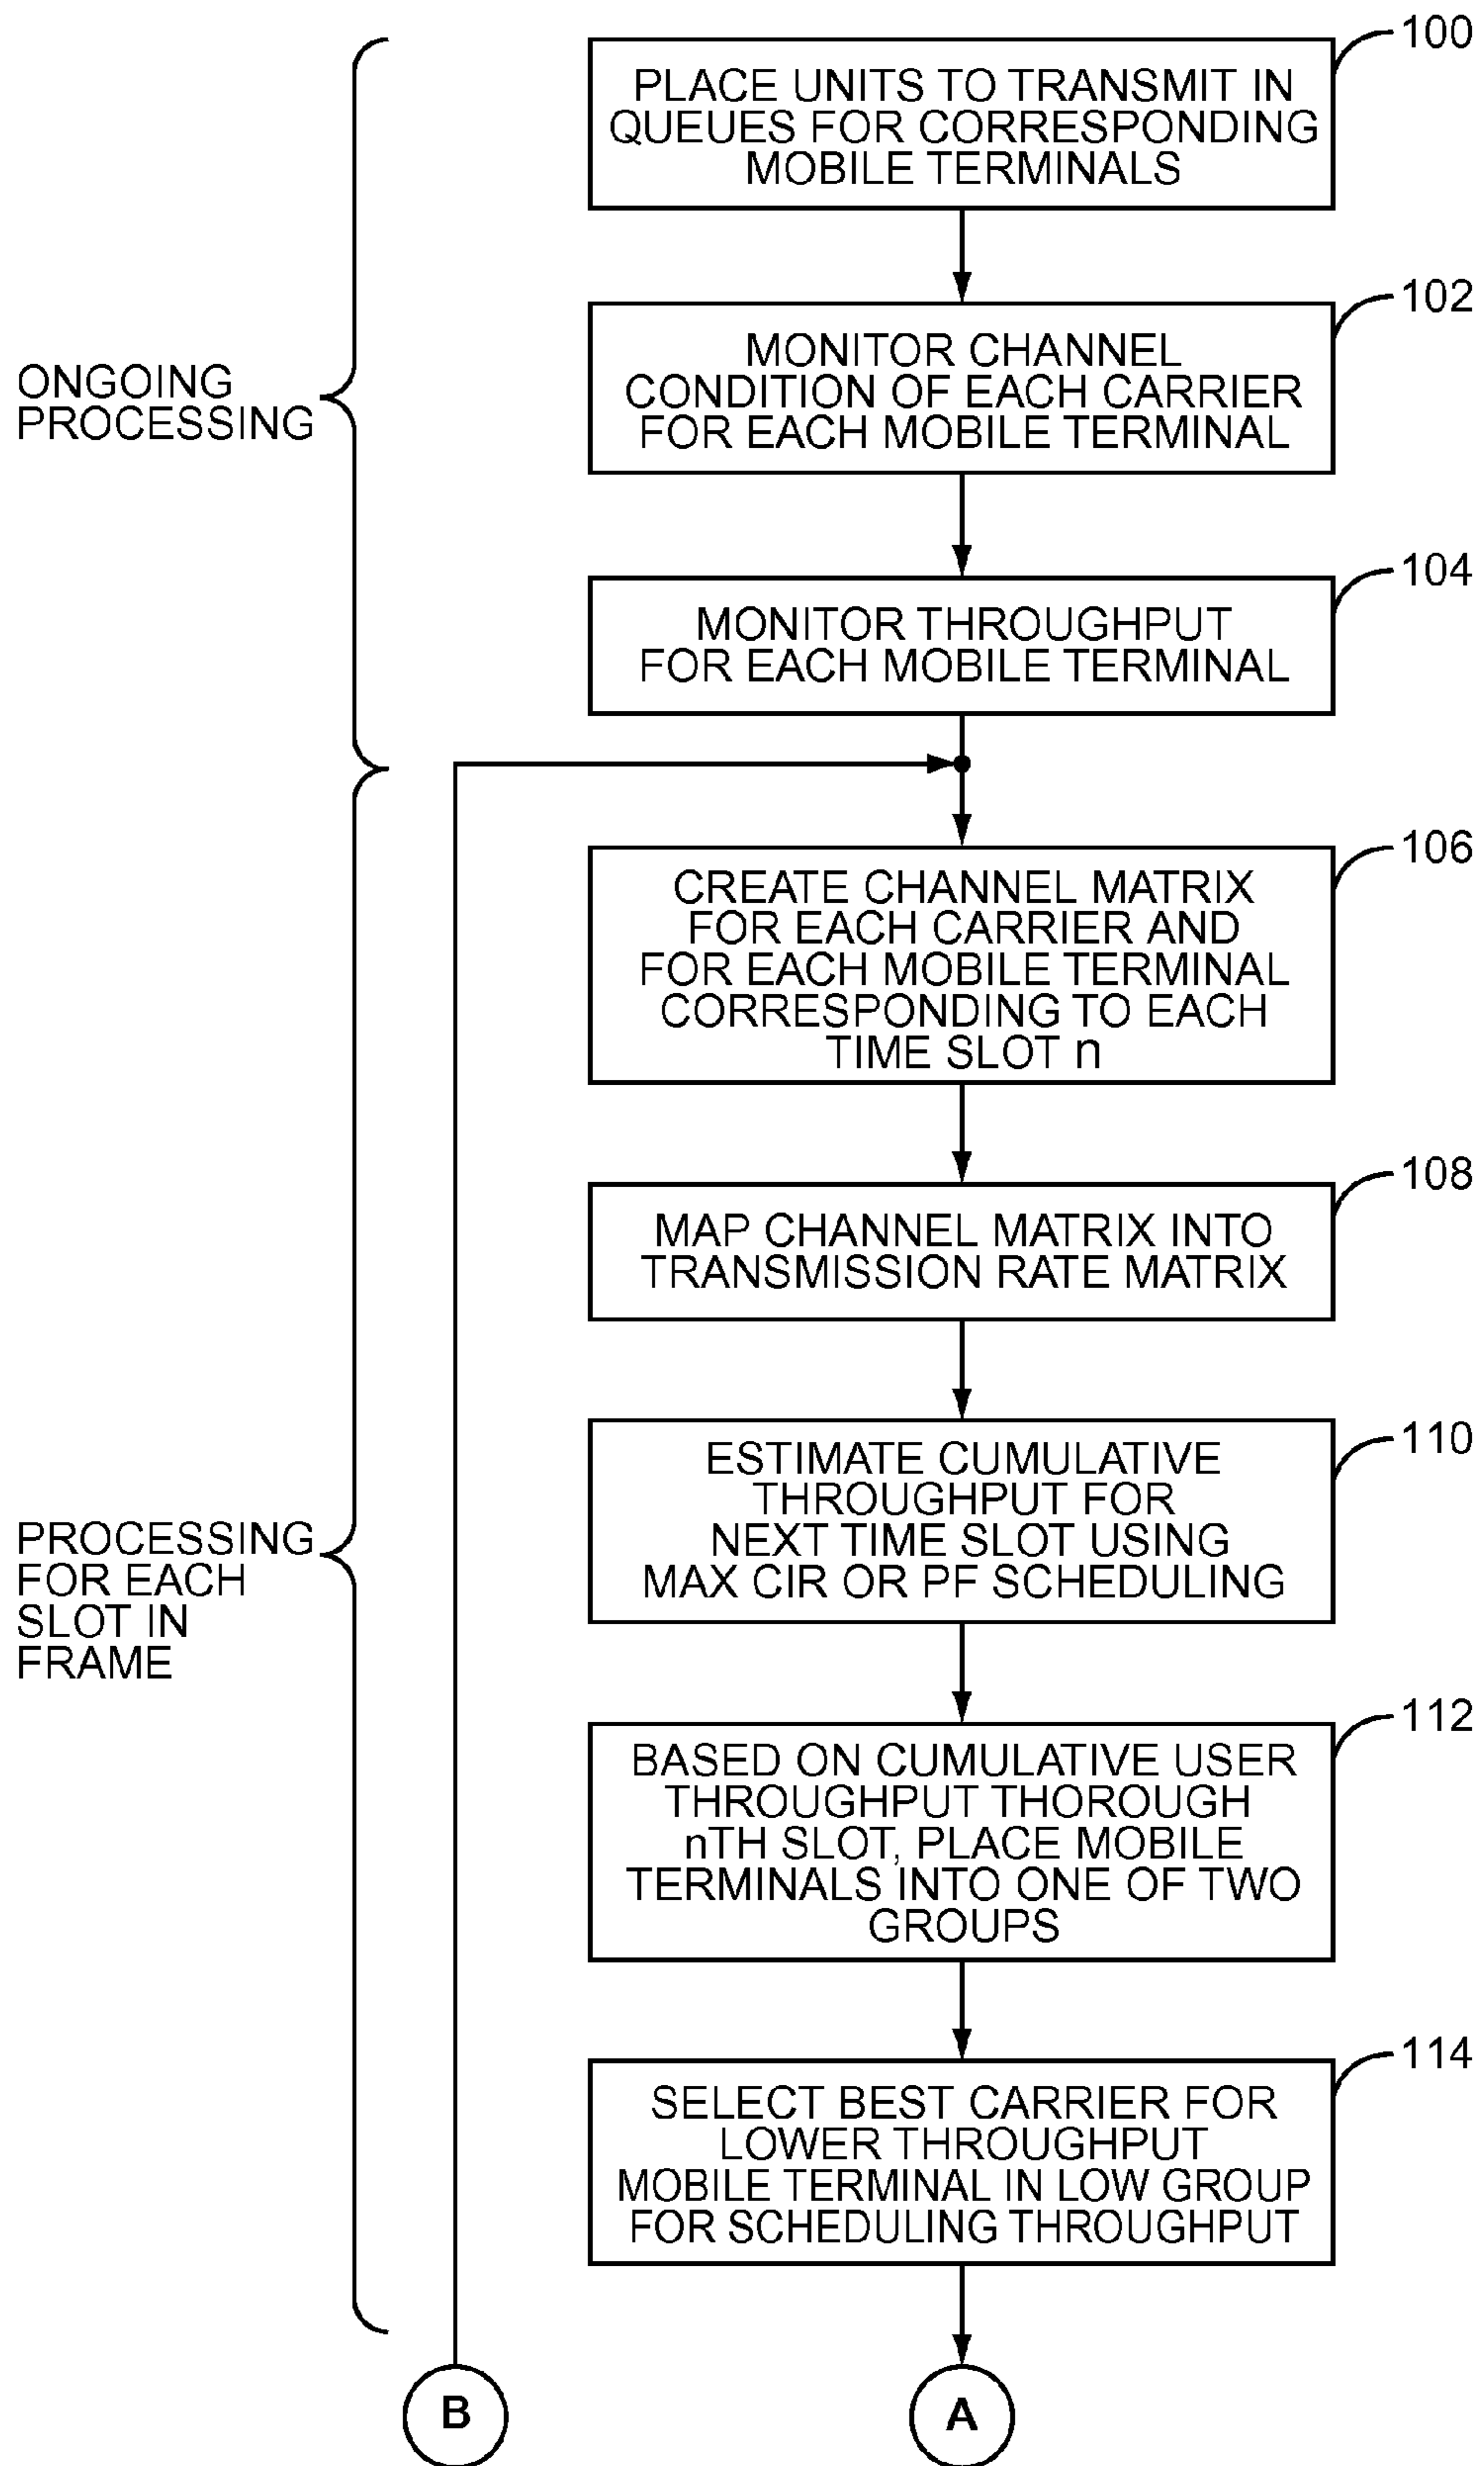 100
PLACE UNITS TO TRANSMIT IN
QUEUES FOR CORRESPONDING
MOBILE TERMINALS
102
MONITOR CHANNEL
CONDITION OF EACH CARRIER
FOR EACH MOBILE TERMINAL
ONGOING
PROCESSING
104
MONITOR THROUGHPUT
FOR EACH MOBILE TERMINAL
106
CREATE CHANNEL MATRIX
FOR EACH CARRIER AND
FOR EACH MOBILE TERMINAL
CORRESPONDING TO EACH
TIME SLOT n
108
MAP CHANNEL MATRIX INTO
TRANSMISSION RATE MATRIX
110
ESTIMATE CUMULATIVE
THROUGHPUT FOR
NEXT TIME SLOT USING
MAX CIR OR PF SCHEDULING
PROCESSING
FOR EACH
SLOT IN
FRAME
112
BASED ON CUMULATIVE USER
THROUGHPUT THOROUGH
nTH SLOT, PLACE MOBILE
TERMINALS INTO ONE OF TWO
GROUPS
114
SELECT BEST CARRIER FOR
LOWER THROUGHPUT
MOBILE TERMINAL IN LOW GROUP
FOR SCHEDULING THROUGHPUT
B
A